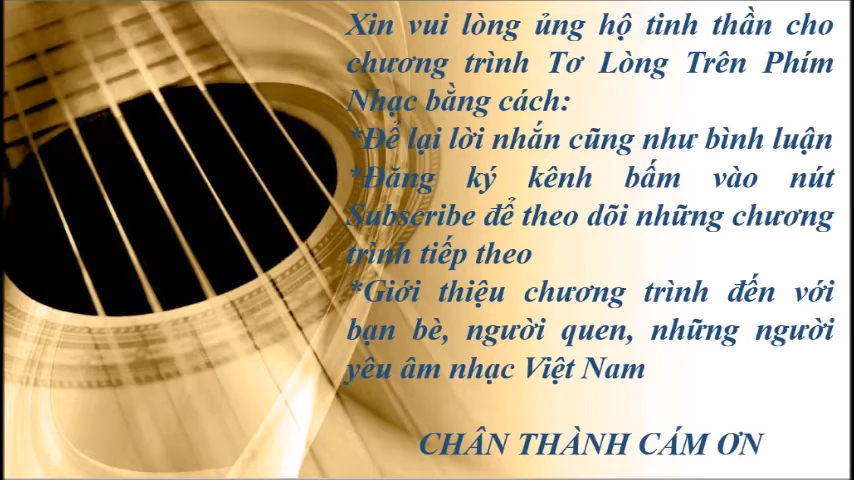 Xin vui lòng ủng hộ tinh thần cho
chương trình Tơ Lòng Trên Phím
Nhạc bằng cách:
*Để lại lời nhắn cũng như bình luận
*Đăng ký kênh bấm vào nút
Subscribe để theo dõi những chương
trình tiếp theo
*Giới thiệu chương trình đến với
bạn bè, người quen, những người
yêu âm nhạc Việt Nam
CHÂN THÀNH CÁM ƠN